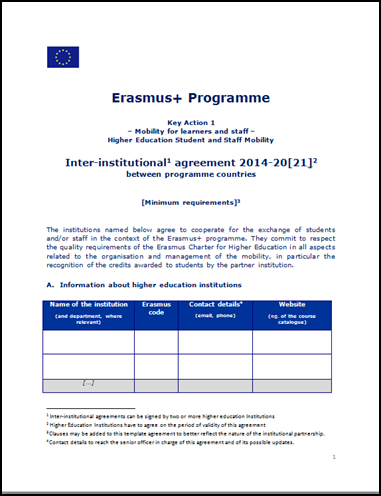 Erasmus+ Programme
Key Action 1
– Mobility for learners and staff –
Higher Education Student and Staff Mobility
Inter-institutional¹ agreement 2014-20[21]²
between programme countries
[Minimum requirements]³
The institutions named below agree to cooperate for the exchange of students
and/or staff in the context of the Erasmus+ programme. They commit to respect
the quality requirements of the Erasmus Charter for Higher Education in all aspects
related to the organisation and management of the mobility, in particular the
recognition of the credits awarded to students by the partner institution.
A. Information about higher education institutions
Name of the institution
(and department, where
relevant)
Erasmus
code
Contact details⁴
(email, phone)
Website
(eg. of the course
catalogue)
[...]
¹ Inter-institutional agreements can be signed by two or more higher education Institutions
² Higher Education Institutions have to agree on the period of validity of this agreement
³Clauses may be added to this template agreement to better reflect the nature of the institutional partnership.
⁴Contact details to reach the senior officer in charge of this agreement and of its possible updates.
1